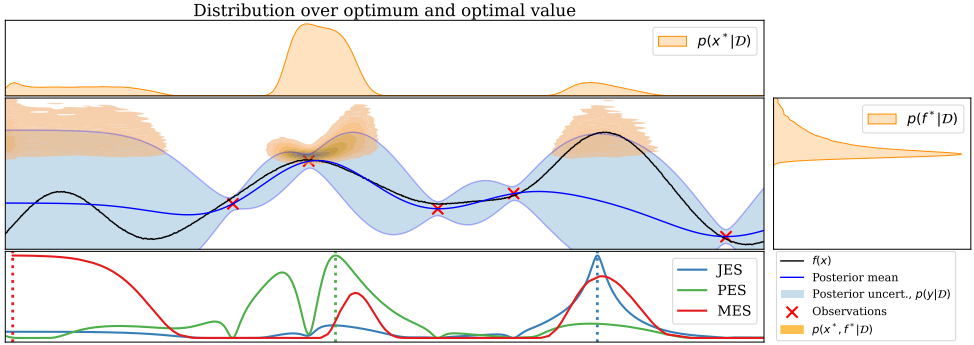 Distribution over optimum and optimal value
p(x*|𝒟)
p(f*|𝒟)
JES
PES
MES
f(x)
Posterior mean
Posterior uncert., p(y|𝒟)
Observations
p(x*, f*|𝒟)